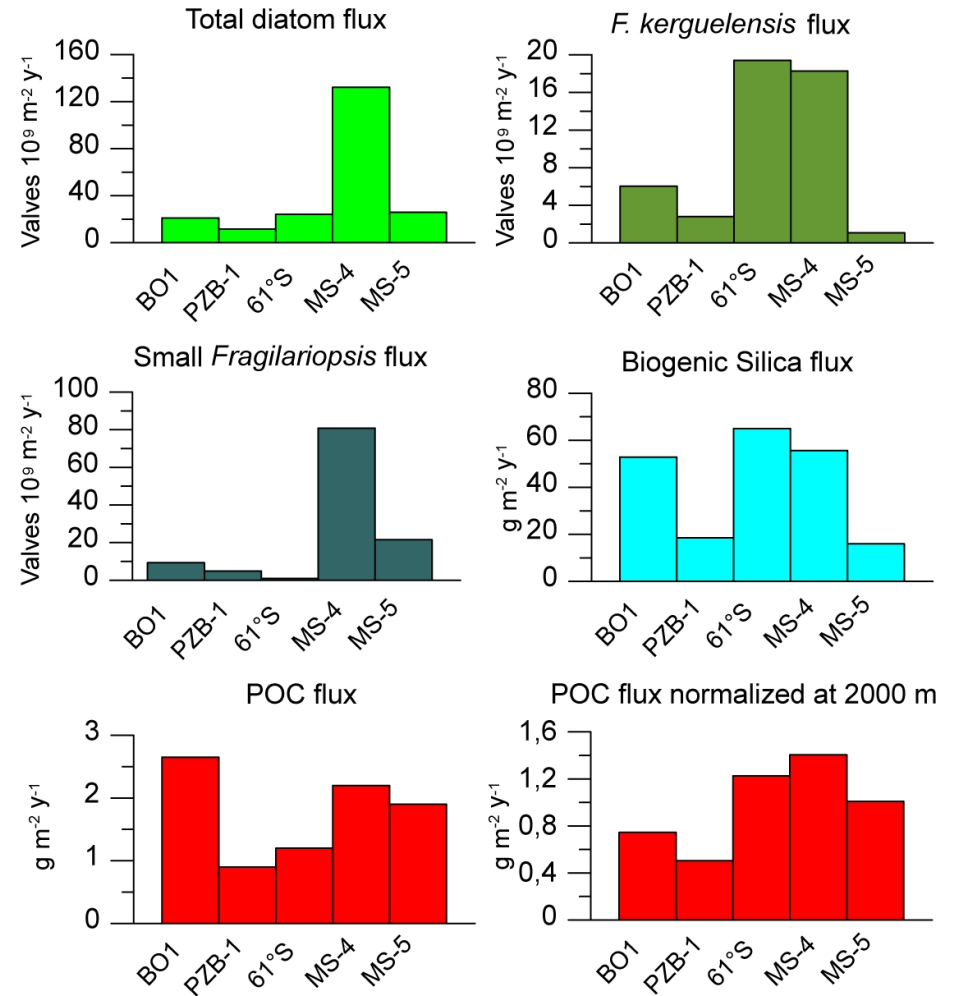 Total diatom flux
Valves 10⁹ m⁻² y⁻¹
160
120
80
40
0
BO1
PZB-1
61°S
MS-4
MS-5
F. kerguelensis flux
Valves 10⁹ m⁻² y⁻¹
20
16
12
8
4
0
BO1
PZB-1
61°S
MS-4
MS-5
Small Fragilariopsis flux
Valves 10⁹ m⁻² y⁻¹
100
80
60
40
20
0
BO1
PZB-1
61°S
MS-4
MS-5
Biogenic Silica flux
g m⁻² y⁻¹
80
60
40
20
0
BO1
PZB-1
61°S
MS-4
MS-5
POC flux
g m⁻² y⁻¹
3
2
1
0
BO1
PZB-1
61°S
MS-4
MS-5
POC flux normalized at 2000 m
g m⁻² y⁻¹
1,6
1,2
0,8
0,4
0
BO1
PZB-1
61°S
MS-4
MS-5